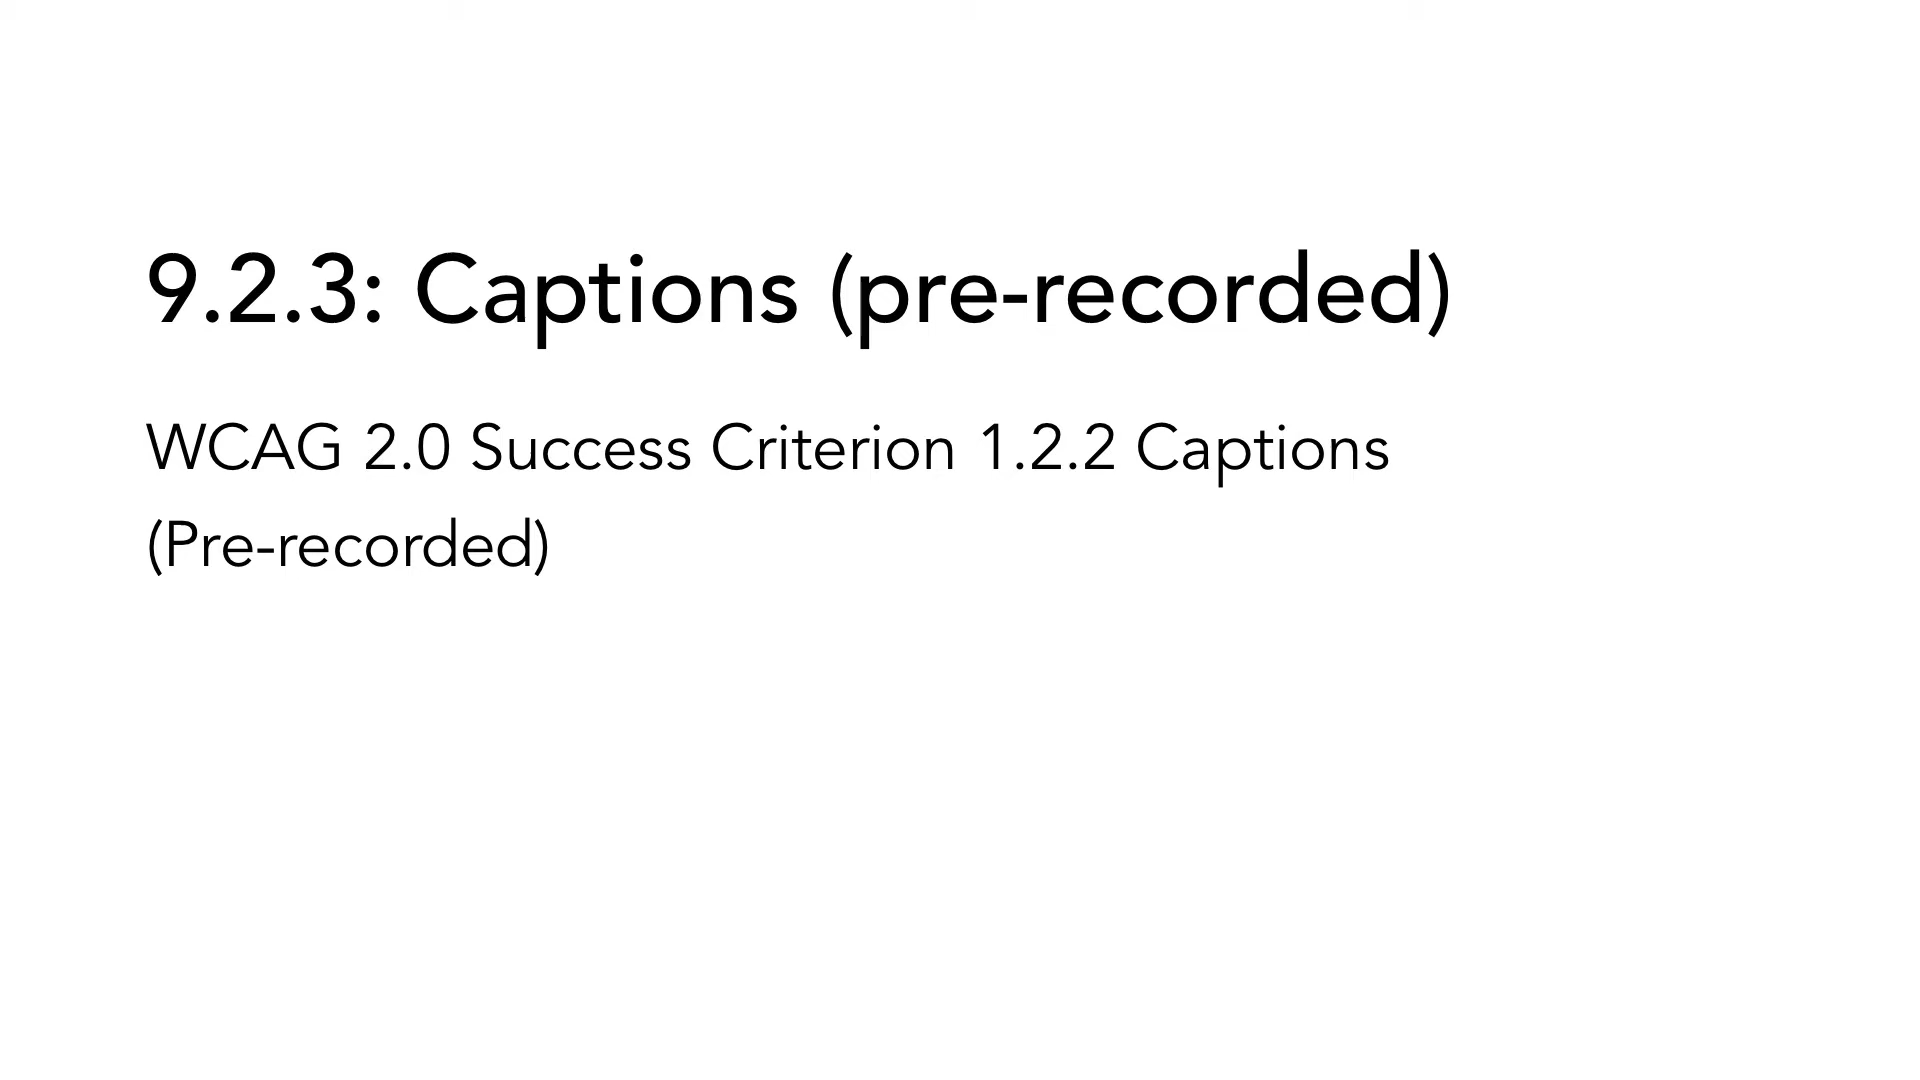 9.2.3: Captions (pre-recorded)
WCAG 2.0 Success Criterion 1.2.2 Captions
(Pre-recorded)